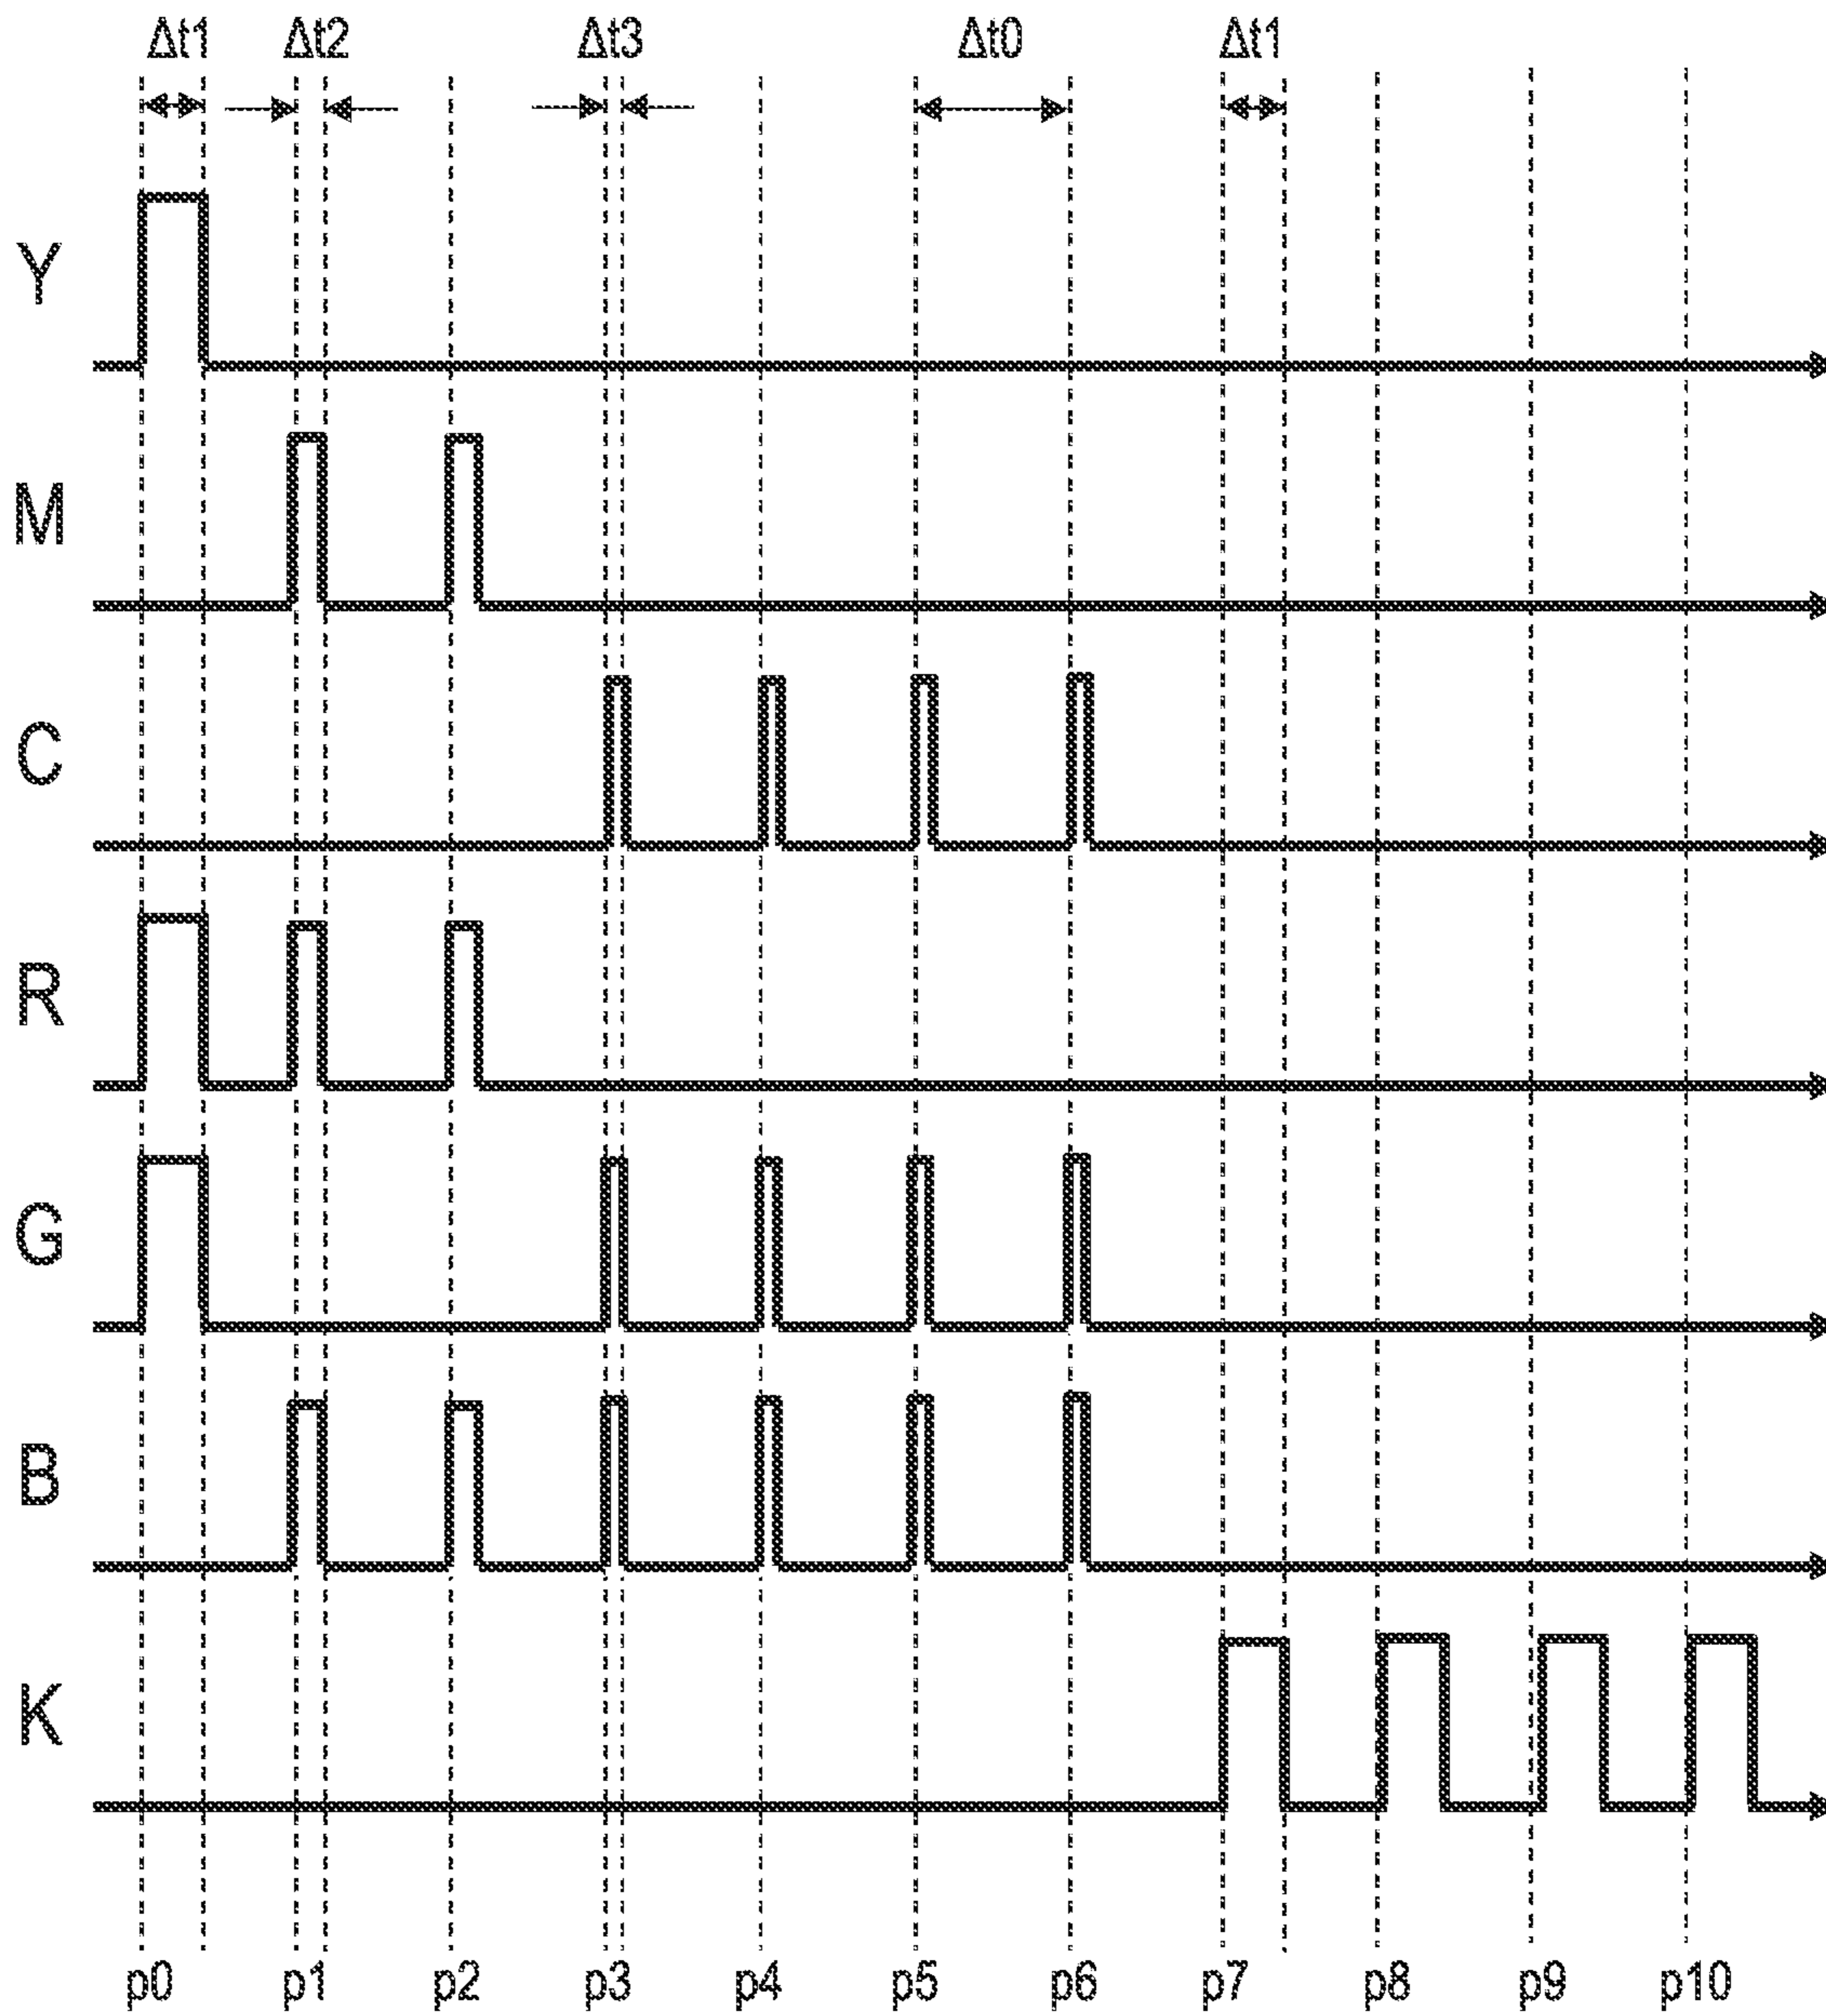 Δt1 Δt2 Δt3 Δt0 Δt1
Y
M
C
R
G
B
K
p0 p1 p2 p3 p4 p5 p6 p7 p8 p9 p10